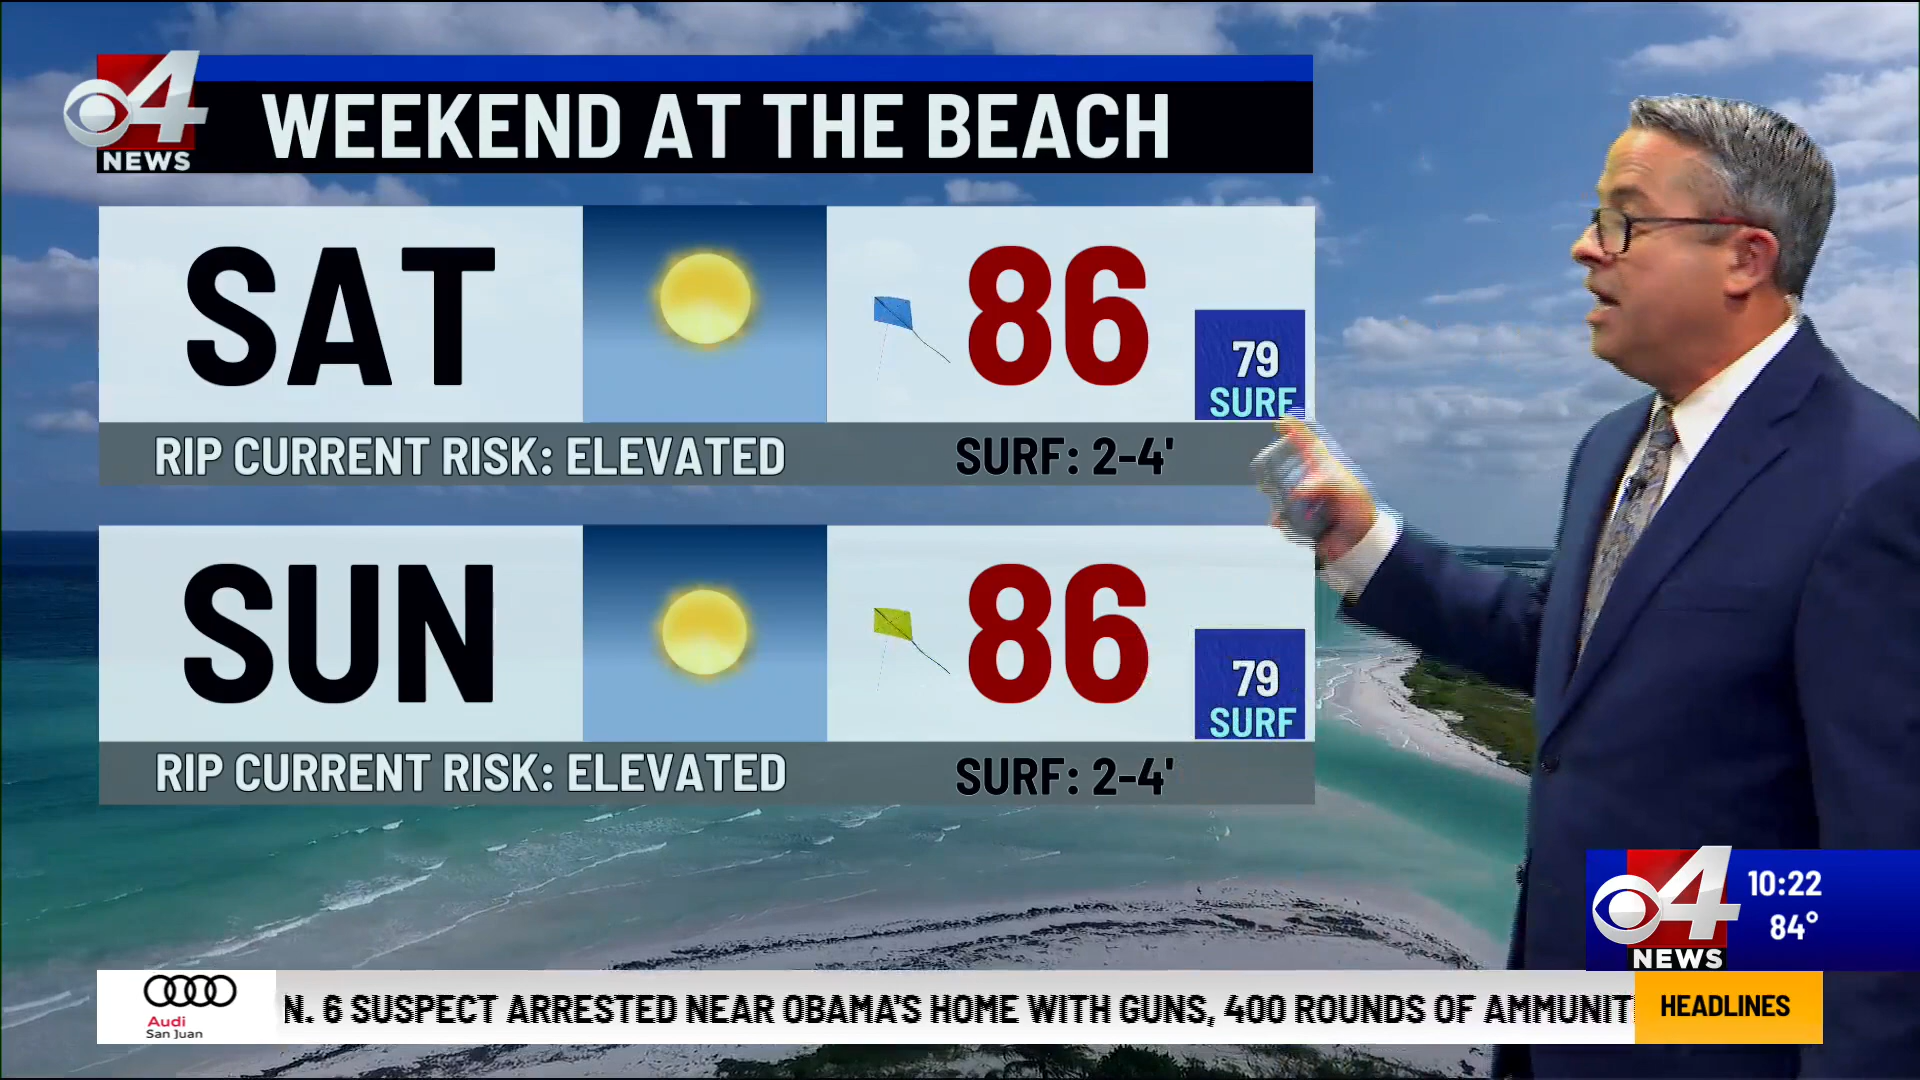 4
NEWS
WEEKEND AT THE BEACH
SAT
86
79
SURF
RIP CURRENT RISK: ELEVATED
SURF: 2-4'
SUN
86
79
SURF
RIP CURRENT RISK: ELEVATED
SURF: 2-4'
4
NEWS
10:22
84°
Audi
San Juan
N. 6 SUSPECT ARRESTED NEAR OBAMA'S HOME WITH GUNS, 400 ROUNDS OF AMMUNIT
HEADLINES